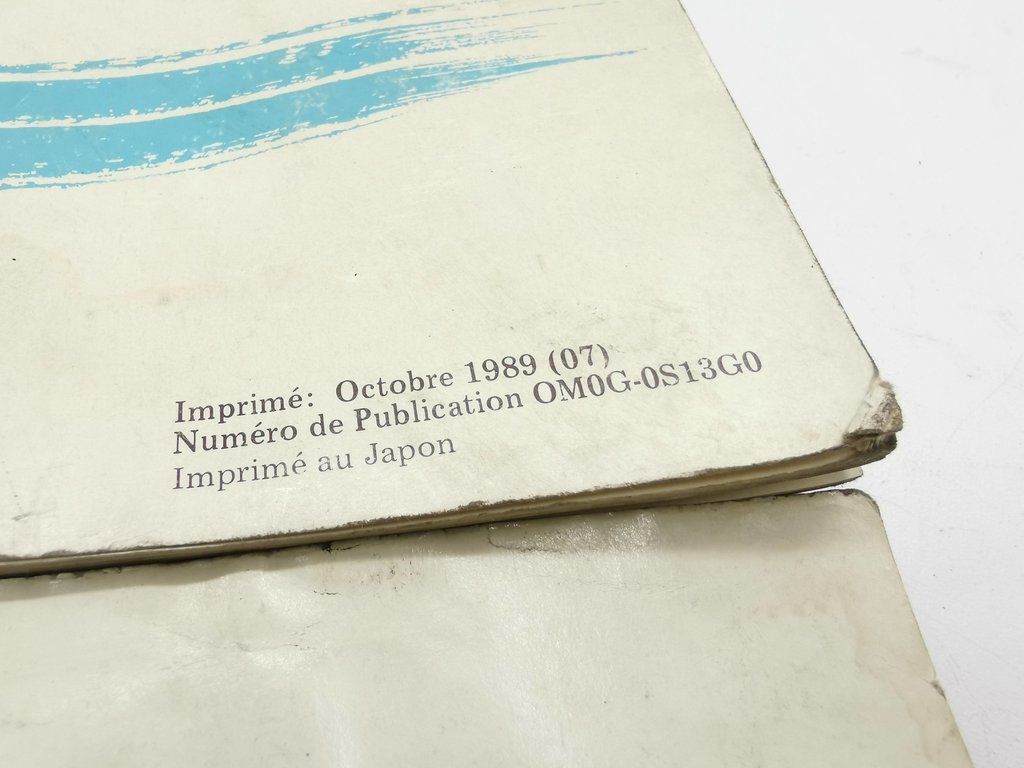 Imprimé: Octobre 1989 (07)
Numéro de Publication OM0G-0S13G0
Imprimé au Japon